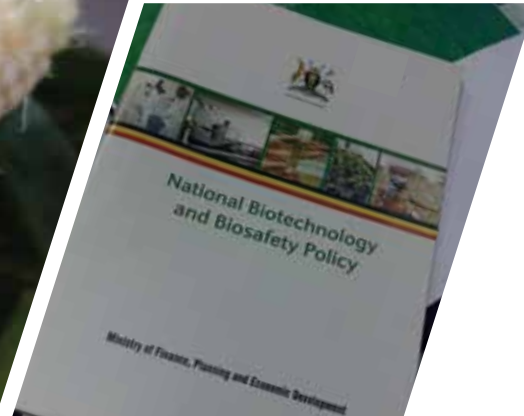 National Biotechnology
and Biosafety Policy
Ministry of Finance, Planning and Economic Development